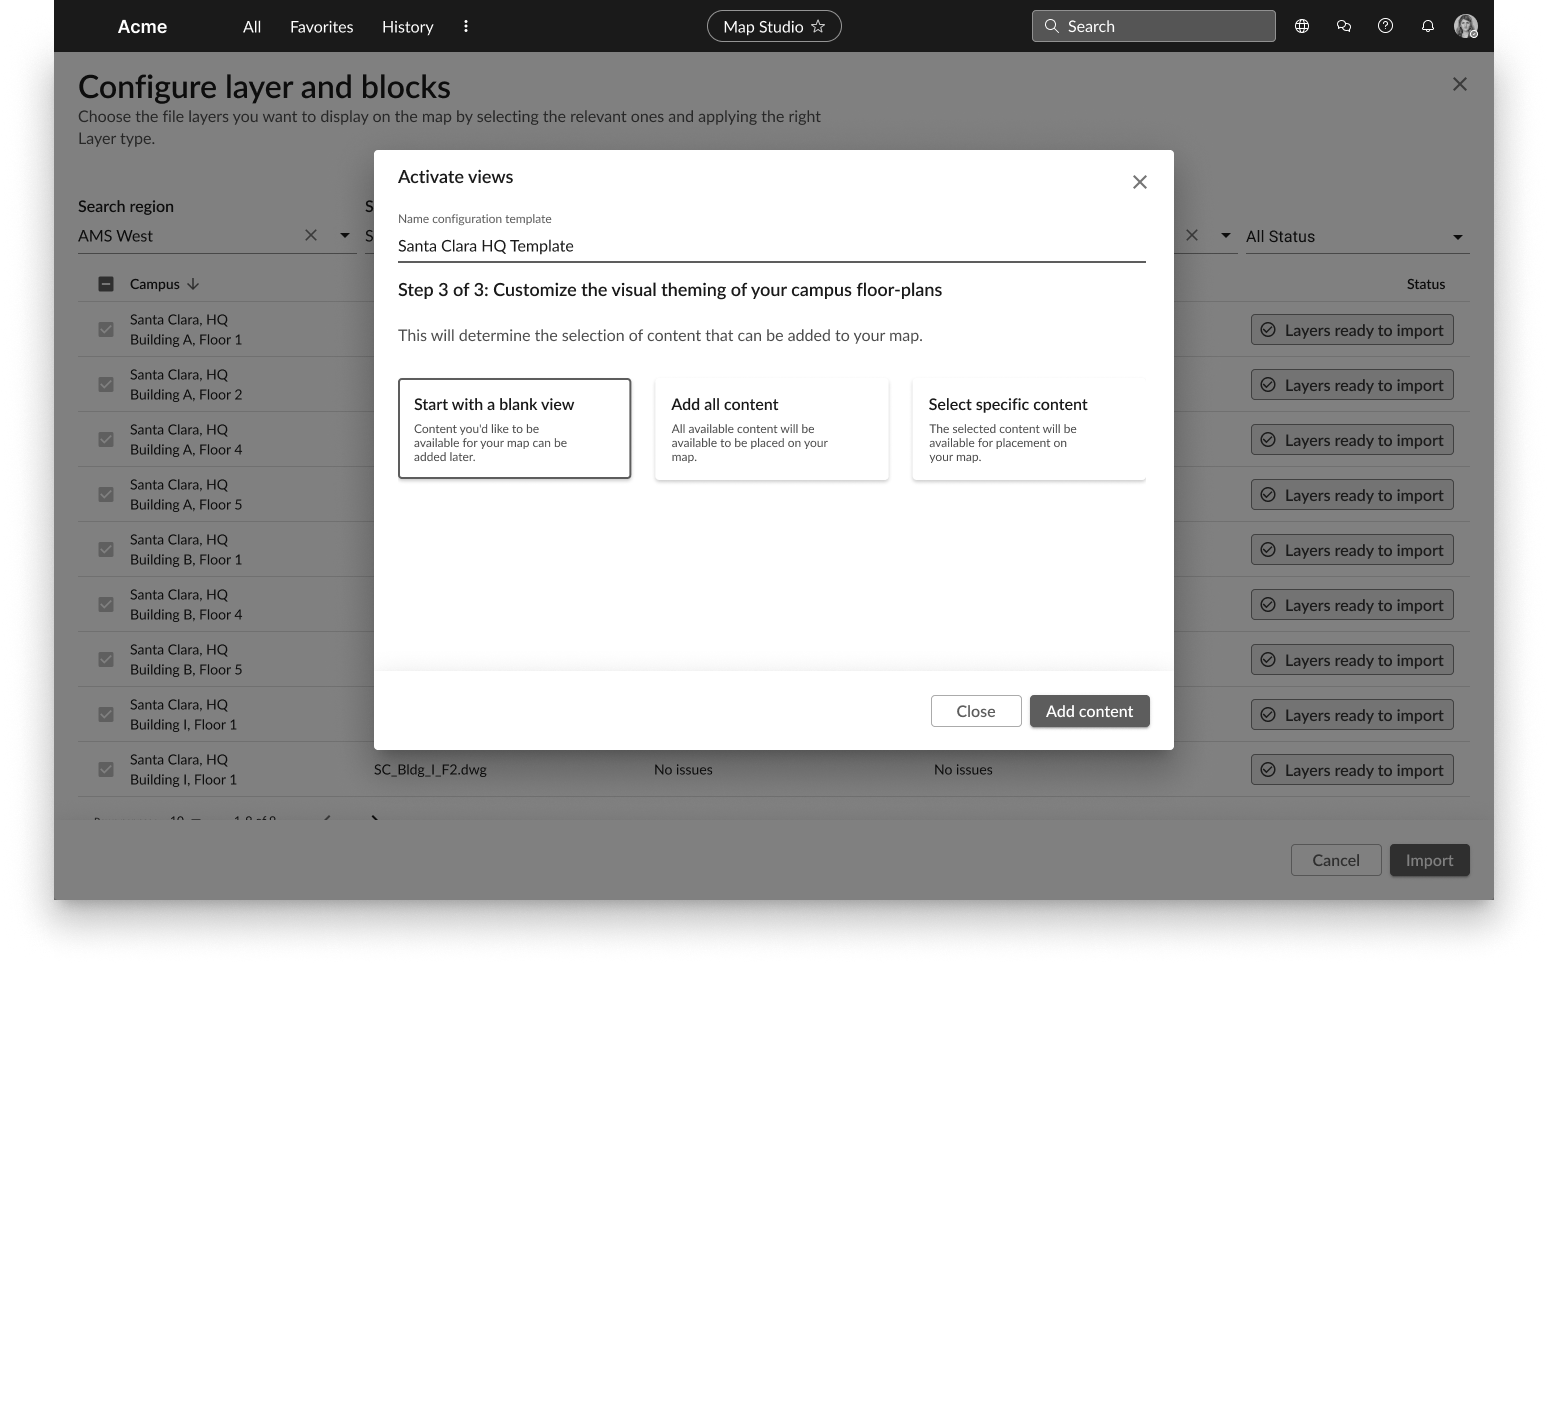 Acme
All
Favorites
History
Map Studio
Search
Configure layer and blocks
Choose the file layers you want to display on the map by selecting the relevant ones and applying the right
Layer type.
Search region
S
AMS West
S
All Status
Campus
Status
Santa Clara, HQ
Building A, Floor 1
Layers ready to import
Santa Clara, HQ
Building A, Floor 2
Layers ready to import
Santa Clara, HQ
Building A, Floor 4
Layers ready to import
Santa Clara, HQ
Building A, Floor 5
Layers ready to import
Santa Clara, HQ
Building B, Floor 1
Layers ready to import
Santa Clara, HQ
Building B, Floor 4
Layers ready to import
Santa Clara, HQ
Building B, Floor 5
Layers ready to import
Santa Clara, HQ
Building I, Floor 1
Layers ready to import
Santa Clara, HQ
Building I, Floor 1
SC_Bldg_I_F2.dwg
No issues
No issues
Layers ready to import
Cancel
Import
Activate views
Name configuration template
Santa Clara HQ Template
Step 3 of 3: Customize the visual theming of your campus floor-plans
This will determine the selection of content that can be added to your map.
Start with a blank view
Content you'd like to be
available for your map can be
added later.
Add all content
All available content will be
available to be placed on your
map.
Select specific content
The selected content will be
available for placement on
your map.
Close
Add content